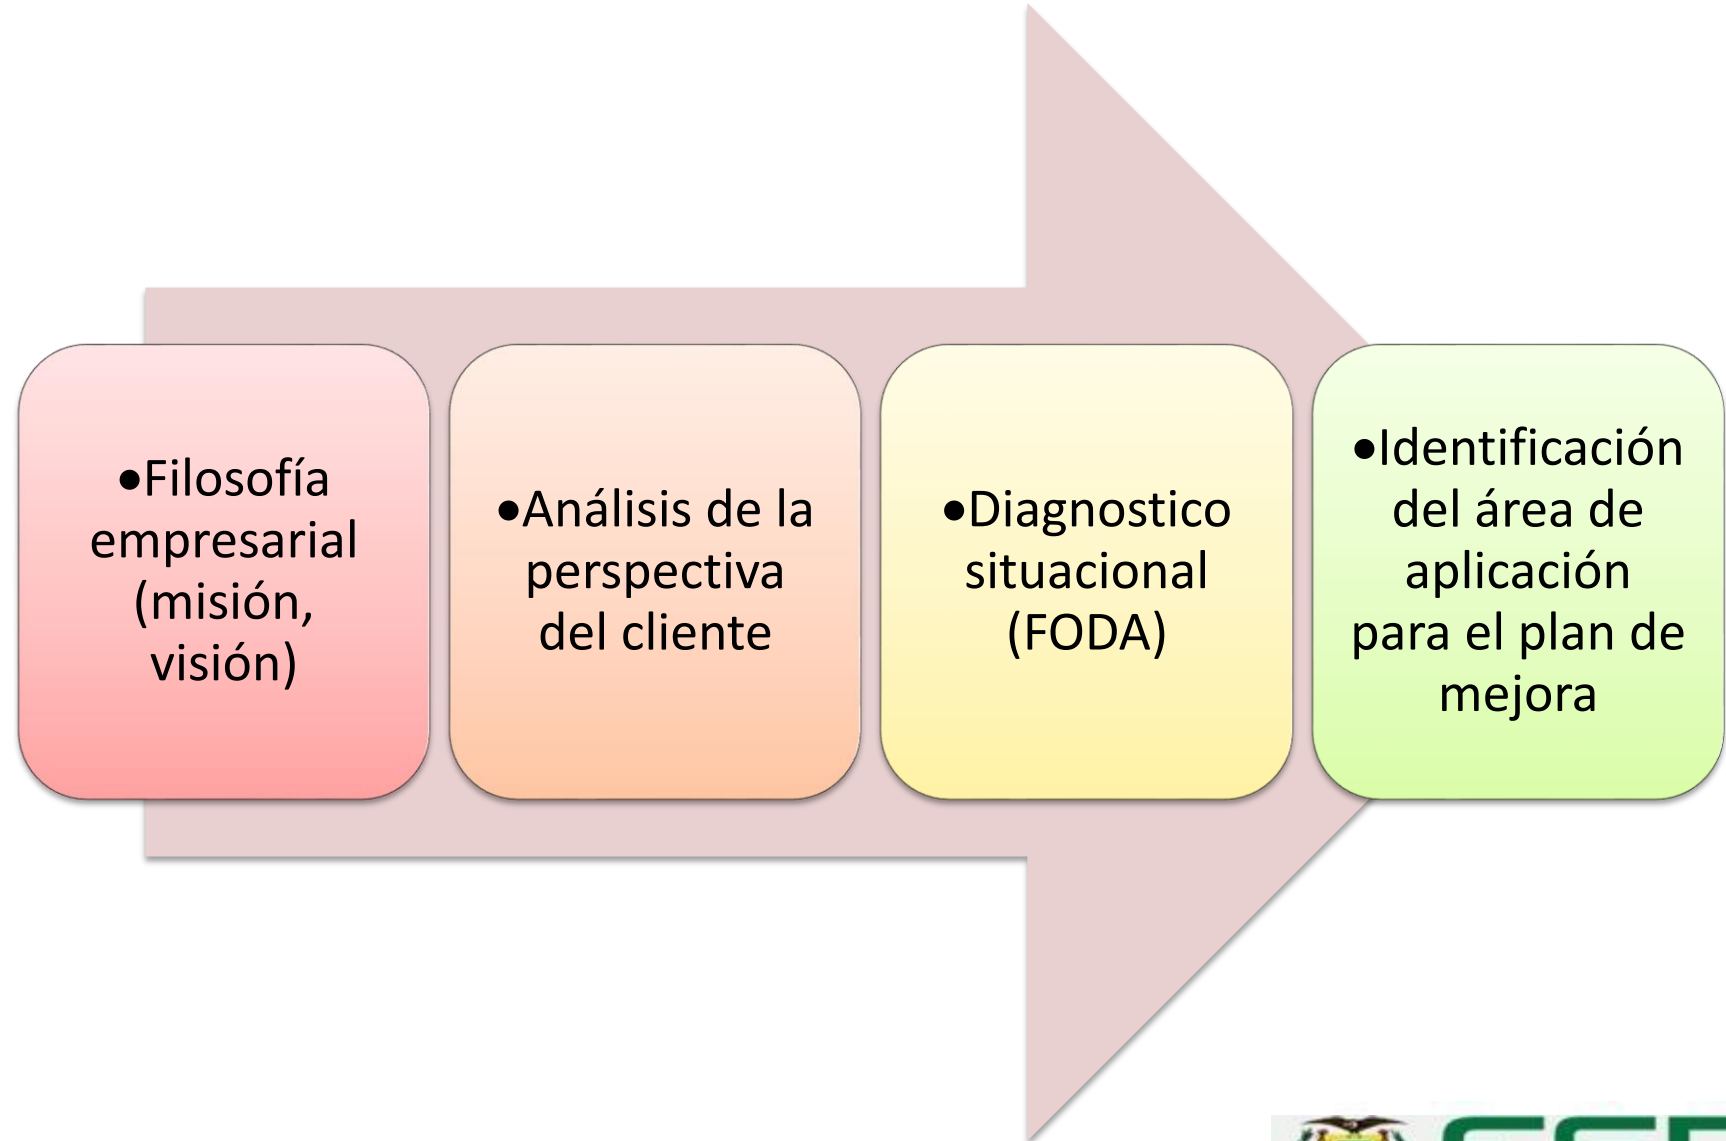 •Filosofía
empresarial
(misión,
visión)
•Análisis de la
perspectiva
del cliente
•Diagnostico
situacional
(FODA)
•Identificación
del área de
aplicación
para el plan de
mejora